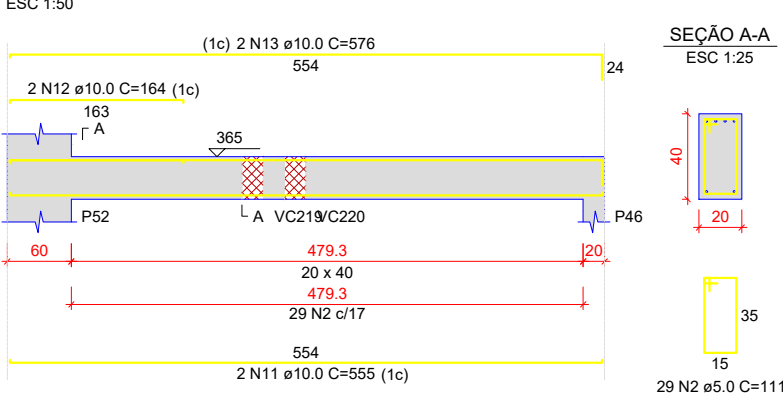 ESC 1:50
(1c) 2 N13 ø10.0 C=576
554
24
2 N12 ø10.0 C=164 (1c)
163
A
365
P52
A
VC219
VC220
P46
60
479.3
20
20 x 40
479.3
29 N2 c/17
554
2 N11 ø10.0 C=555 (1c)
SEÇÃO A-A
ESC 1:25
40
20
35
15
29 N2 ø5.0 C=111